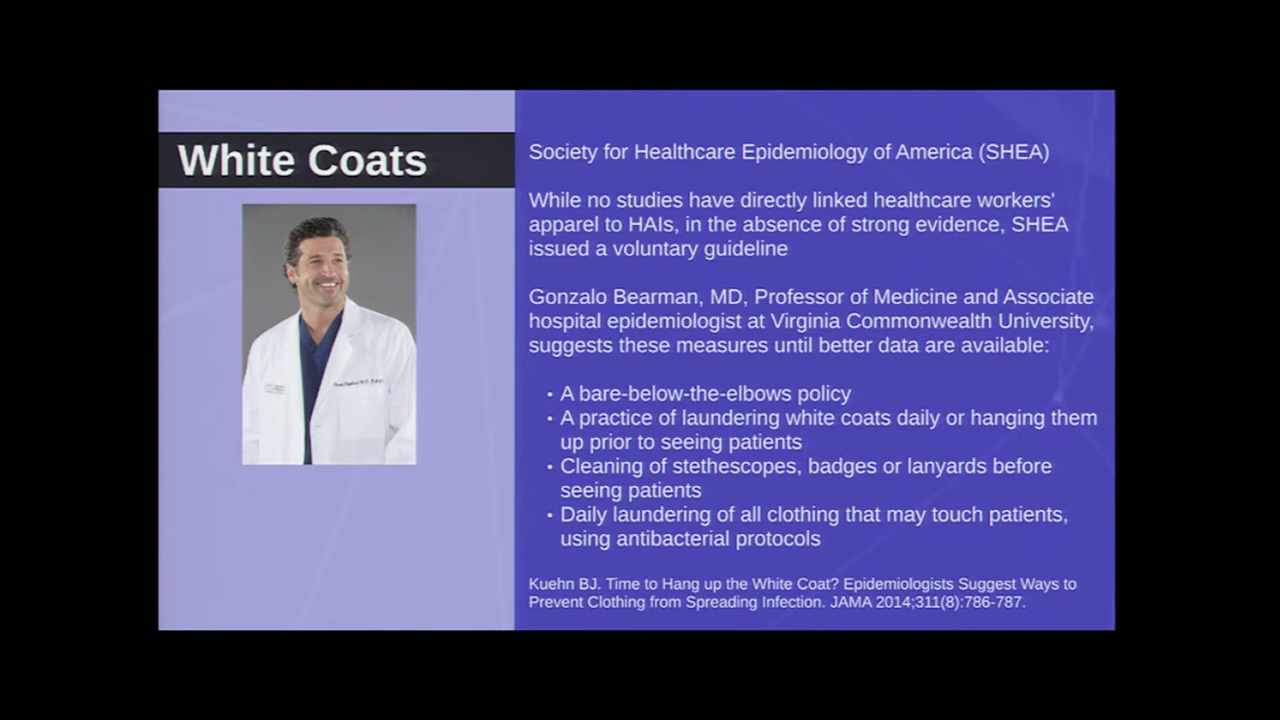 White Coats
Society for Healthcare Epidemiology of America (SHEA)
While no studies have directly linked healthcare workers'
apparel to HAIs, in the absence of strong evidence, SHEA
issued a voluntary guideline
Gonzalo Bearman, MD, Professor of Medicine and Associate
hospital epidemiologist at Virginia Commonwealth University,
suggests these measures until better data are available:
• A bare-below-the-elbows policy
• A practice of laundering white coats daily or hanging them
up prior to seeing patients
• Cleaning of stethescopes, badges or lanyards before
seeing patients
• Daily laundering of all clothing that may touch patients,
using antibacterial protocols
Kuehn BJ. Time to Hang up the White Coat? Epidemiologists Suggest Ways to
Prevent Clothing from Spreading Infection. JAMA 2014;311(8):786-787.